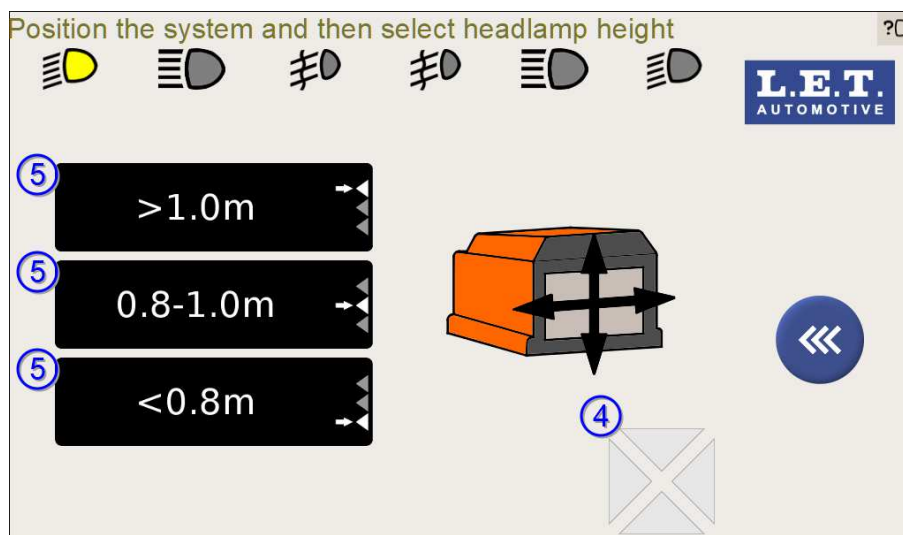 Position the system and then select headlamp height
?
L.E.T.
AUTOMOTIVE
5
>1.0m
5
0.8-1.0m
5
<0.8m
4